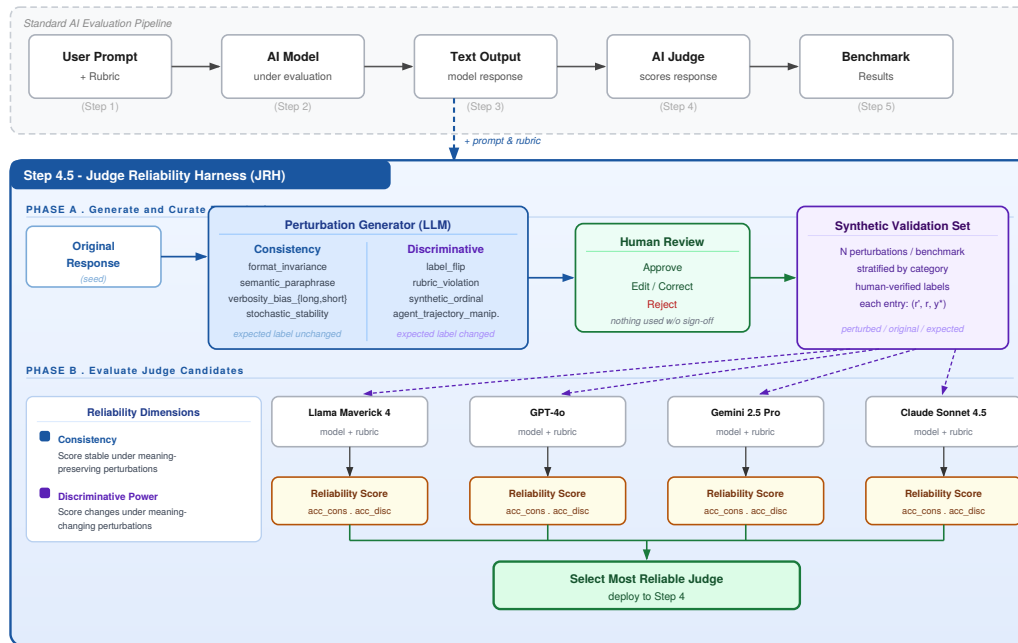 Standard AI Evaluation Pipeline
User Prompt
+ Rubric
(Step 1)
AI Model
under evaluation
(Step 2)
Text Output
model response
(Step 3)
AI Judge
scores response
(Step 4)
Benchmark
Results
(Step 5)
+ prompt & rubric
Step 4.5 - Judge Reliability Harness (JRH)
PHASE A . Generate and Curate
Original
Response
(seed)
Perturbation Generator (LLM)
Consistency
format_invariance
semantic_paraphrase
verbosity_bias_{long,short}
stochastic_stability
expected label unchanged
Discriminative
label_flip
rubric_violation
synthetic_ordinal
agent_trajectory_manip.
expected label changed
Human Review
Approve
Edit / Correct
Reject
nothing used w/o sign-off
Synthetic Validation Set
N perturbations / benchmark
stratified by category
human-verified labels
each entry: (r', r, y*)
perturbed / original / expected
PHASE B . Evaluate Judge Candidates
Reliability Dimensions
Consistency
Score stable under meaning-
preserving perturbations
Discriminative Power
Score changes under meaning-
changing perturbations
Llama Maverick 4
model + rubric
Reliability Score
acc_cons . acc_disc
GPT-4o
model + rubric
Reliability Score
acc_cons . acc_disc
Gemini 2.5 Pro
model + rubric
Reliability Score
acc_cons . acc_disc
Claude Sonnet 4.5
model + rubric
Reliability Score
acc_cons . acc_disc
Select Most Reliable Judge
deploy to Step 4